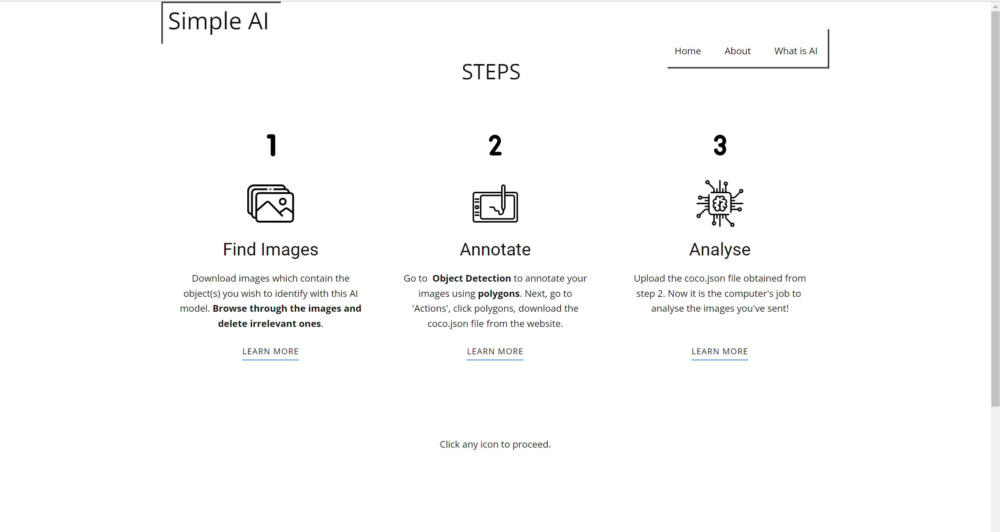 Simple AI
Home About What is AI
STEPS
1
2
3
Find Images
Download images which contain the
object(s) you wish to identify with this AI
model. Browse through the images and
delete irrelevant ones.
LEARN MORE
Annotate
Go to Object Detection to annotate your
images using polygons. Next, go to
'Actions', click polygons, download the
coco.json file from the website.
LEARN MORE
Analyse
Upload the coco.json file obtained from
step 2. Now it is the computer's job to
analyse the images you've sent!
LEARN MORE
Click any icon to proceed.